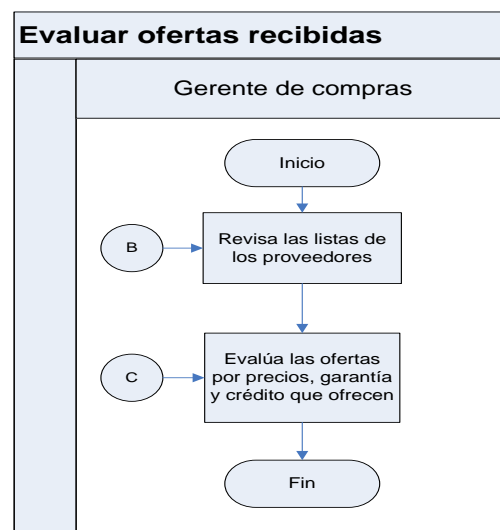 Evaluar ofertas recibidas
Gerente de compras
Inicio
B
Revisa las listas de
los proveedores
C
Evalúa las ofertas
por precios, garantía
y crédito que ofrecen
Fin